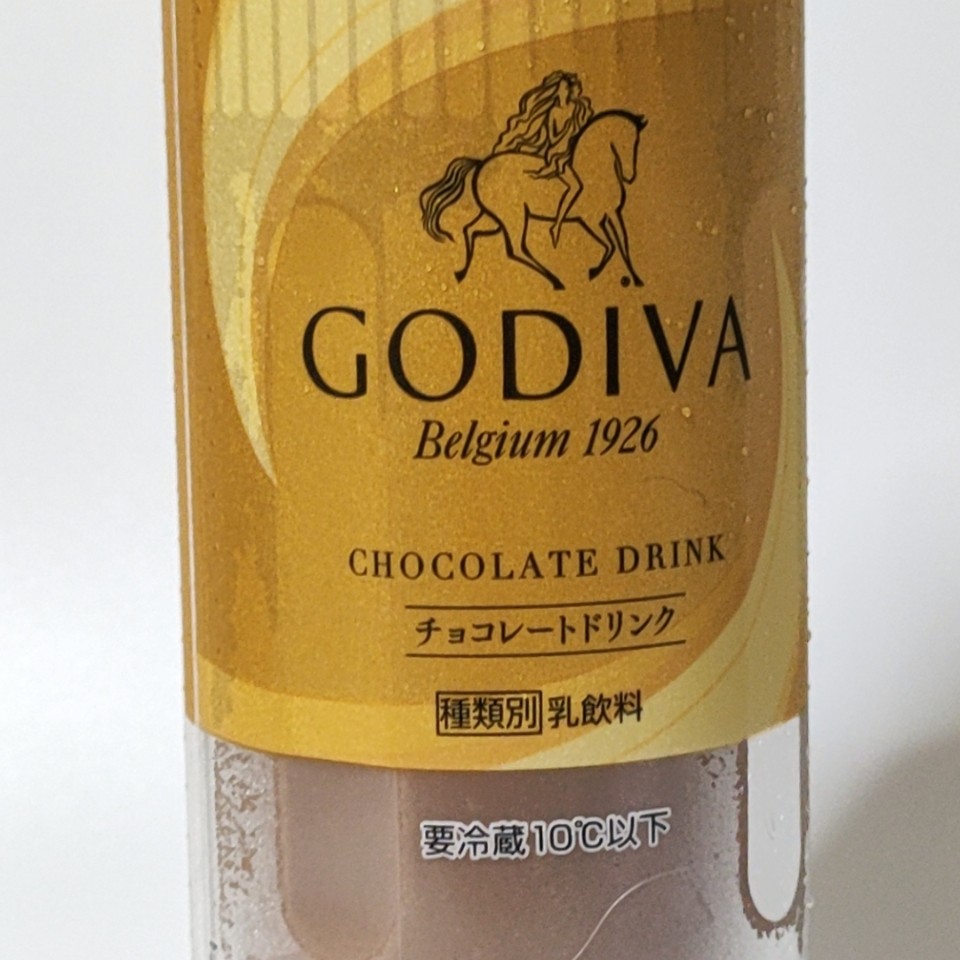 GODIVA
Belgium 1926
CHOCOLATE DRINK
チョコレートドリンク
種類別 乳飲料
要冷蔵10℃以下